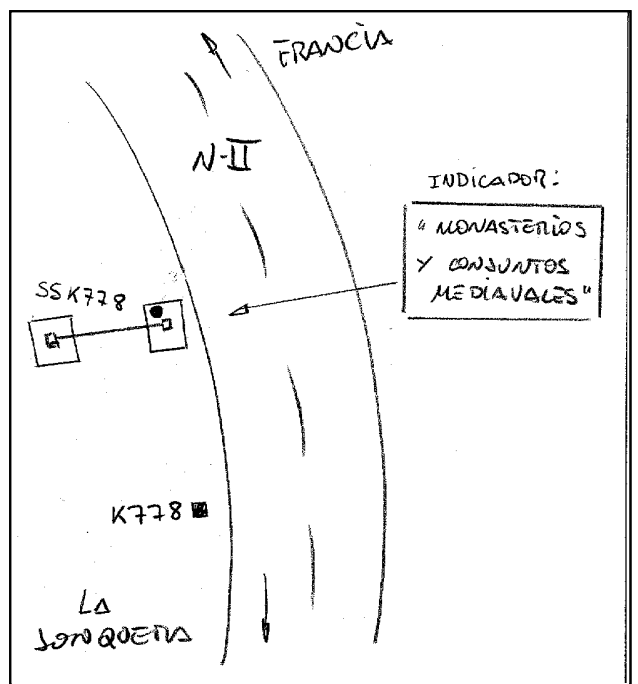 FRANCIA
N-II
INDICADOR:
"MONASTERIOS
Y CONJUNTOS
MEDIAVALES"
SSK778
K778
LA
JONQUERA